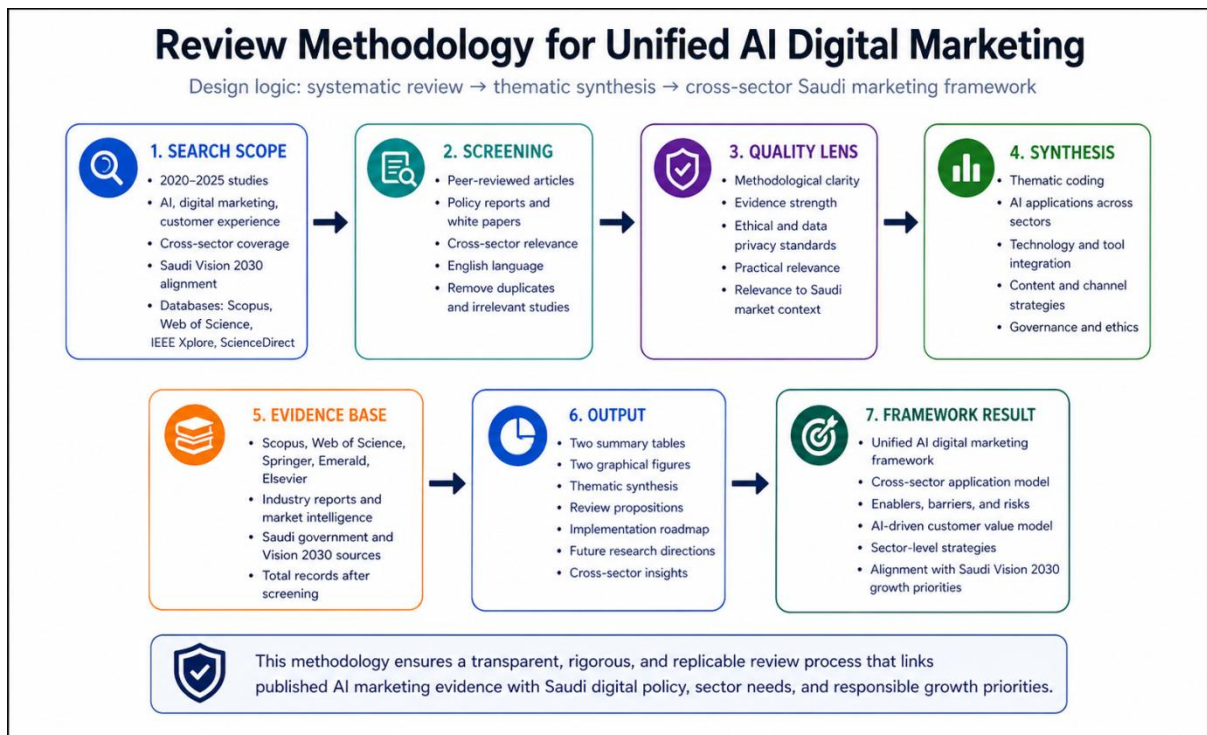 Review Methodology for Unified AI Digital Marketing
Design logic: systematic review → thematic synthesis → cross-sector Saudi marketing framework
1. SEARCH SCOPE
• 2020–2025 studies
• AI, digital marketing,
customer experience
• Cross-sector coverage
• Saudi Vision 2030
alignment
• Databases: Scopus,
Web of Science,
IEEE Xplore, ScienceDirect
2. SCREENING
• Peer-reviewed articles
• Policy reports and
white papers
• Cross-sector relevance
• English language
• Remove duplicates
and irrelevant studies
3. QUALITY LENS
• Methodological clarity
• Evidence strength
• Ethical and data
privacy standards
• Practical relevance
• Relevance to Saudi
market context
4. SYNTHESIS
• Thematic coding
• AI applications across
sectors
• Technology and tool
integration
• Content and channel
strategies
• Governance and ethics
5. EVIDENCE BASE
• Scopus, Web of Science,
Springer, Emerald,
Elsevier
• Industry reports and
market intelligence
• Saudi government and
Vision 2030 sources
• Total records after
screening
6. OUTPUT
• Two summary tables
• Two graphical figures
• Thematic synthesis
• Review propositions
• Implementation roadmap
• Future research directions
• Cross-sector insights
7. FRAMEWORK RESULT
• Unified AI digital marketing
framework
• Cross-sector application model
• Enablers, barriers, and risks
• AI-driven customer value model
• Sector-level strategies
• Alignment with Saudi Vision 2030
growth priorities
This methodology ensures a transparent, rigorous, and replicable review process that links
published AI marketing evidence with Saudi digital policy, sector needs, and responsible growth priorities.